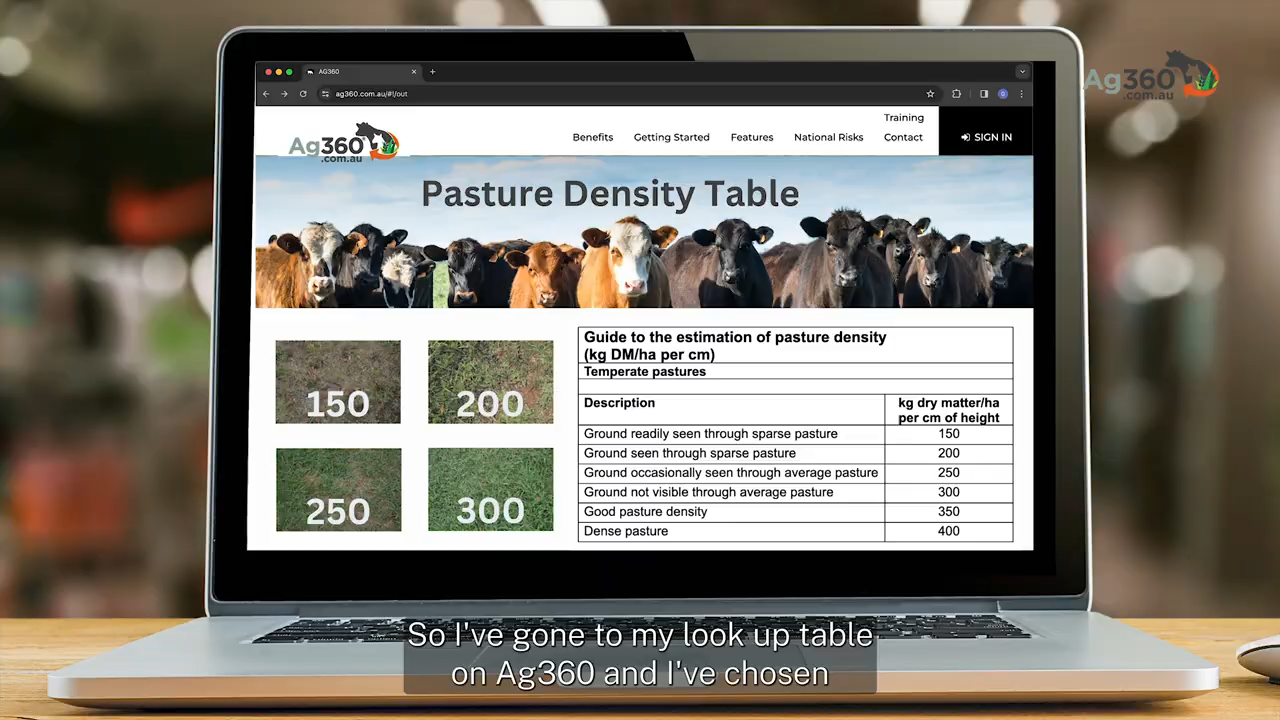 AG360
ag360.com.au/#!/out
Ag360
.com.au
Training
Benefits
Getting Started
Features
National Risks
Contact
SIGN IN
Ag360
.com.au
Pasture Density Table
150
200
250
300
Guide to the estimation of pasture density
(kg DM/ha per cm)
Temperate pastures
Description
kg dry matter/ha
per cm of height
Ground readily seen through sparse pasture 150
Ground seen through sparse pasture 200
Ground occasionally seen through average pasture 250
Ground not visible through average pasture 300
Good pasture density 350
Dense pasture 400
So I've gone to my look up table
on Ag360 and I've chosen